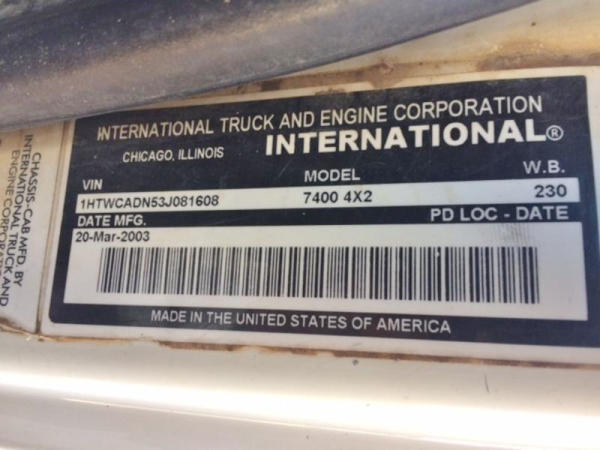 INTERNATIONAL TRUCK AND ENGINE CORPORATION
CHICAGO, ILLINOIS
INTERNATIONAL®
VIN MODEL W.B.
1HTWCADN53J081608 7400 4X2 230
DATE MFG. PD LOC - DATE
20-Mar-2003
MADE IN THE UNITED STATES OF AMERICA
CHASSIS-CAB MFD. BY
INTERNATIONAL TRUCK AND
ENGINE CORPORATION